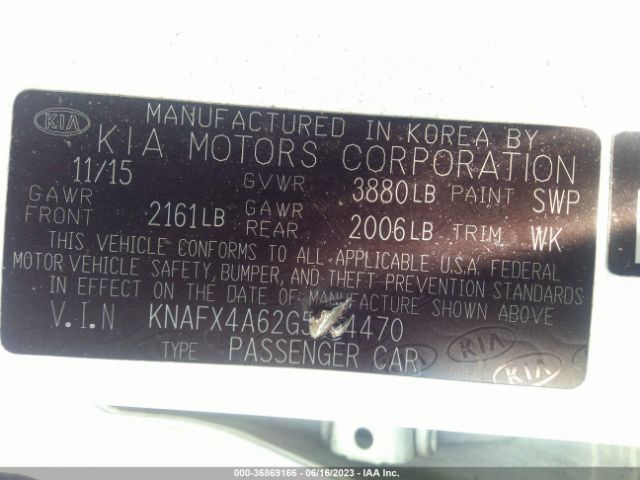 KIA
MANUFACTURED IN KOREA BY
KIA MOTORS CORPORATION
11/15 GVWR 3880LB PAINT SWP
GAWR FRONT 2161LB GAWR REAR 2006LB TRIM WK
THIS VEHICLE CONFORMS TO ALL APPLICABLE U.S.A. FEDERAL
MOTOR VEHICLE SAFETY, BUMPER, AND THEFT PREVENTION STANDARDS
IN EFFECT ON THE DATE OF MANUFACTURE SHOWN ABOVE
V.I.N
TYPE PASSENGER CAR
KIA
KIA
000-36869166 - 06/16/2023 - IAA Inc.